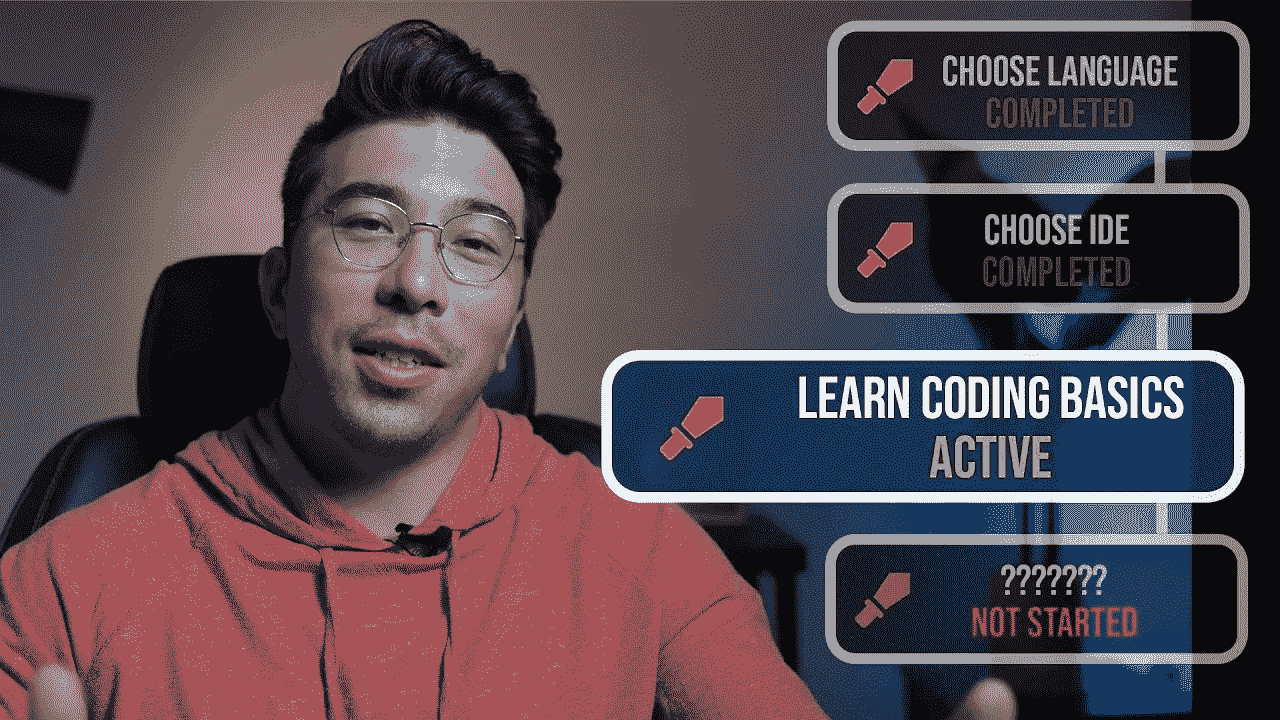 CHOOSE LANGUAGE
COMPLETED
CHOOSE IDE
COMPLETED
LEARN CODING BASICS
ACTIVE
???????
NOT STARTED